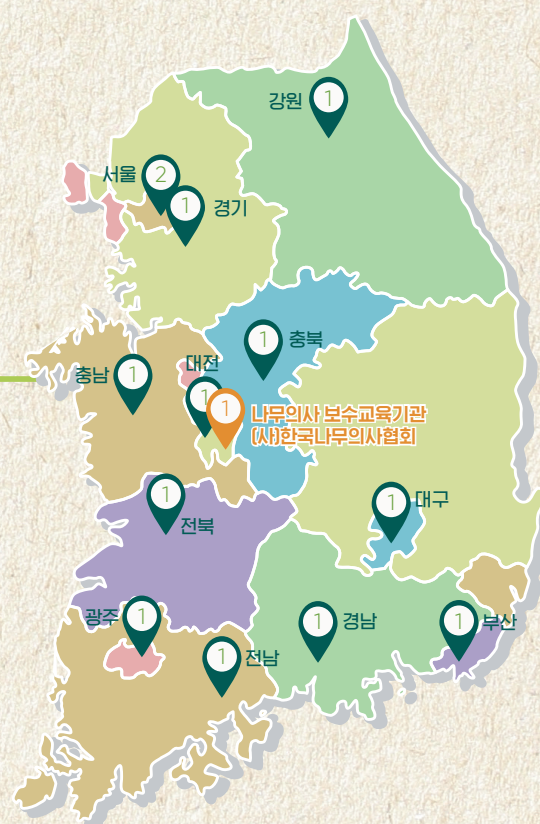 강원 1
서울 2
1 경기
1 충북
대전
충남 1
1
1
나무의사 보수교육기관
(사)한국나무의사협회
1 대구
1
전북
광주 1
1 경남
1 부산
1 전남